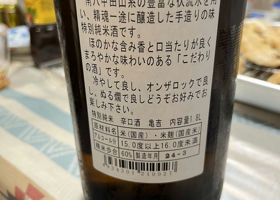 南八甲田山系の豊富な伏流水を用
い、精魂一途に醸造した手造りの味
特別純米酒です。
ほのかな含み香と口当たりが良く
まろやかな味わいのある「こだわり
の酒」です。
冷やして良し、オンザロックで良
し、ぬる燗で良しどうぞお好みでお
楽しみ下さい。
特別純米 辛口酒 亀吉 内容量1.8L
原材料名 米(国産)・米麹(国産米)
アルコール分 15.0度以上16.0度未満
精米歩合 60% 製造年月 24-3